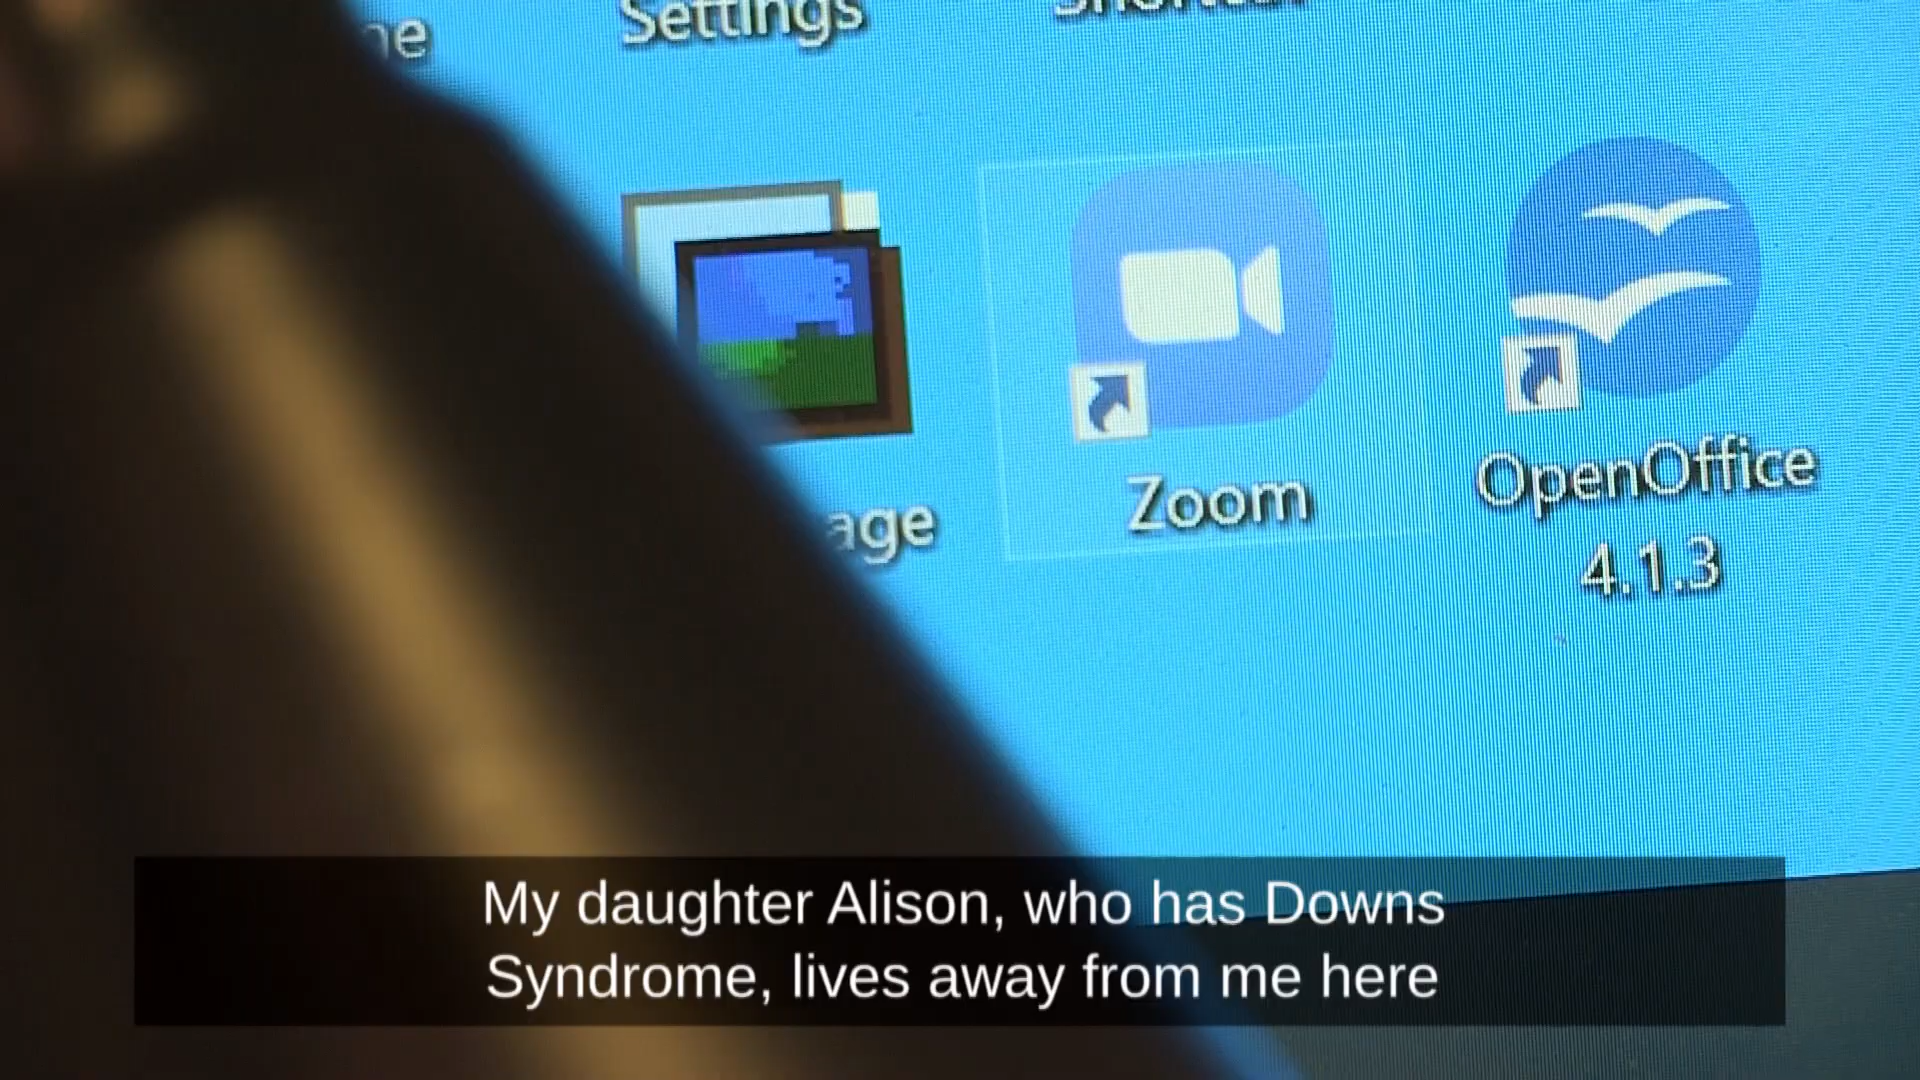 Settings
Zoom
OpenOffice
4.1.3
My daughter Alison, who has Downs
Syndrome, lives away from me here